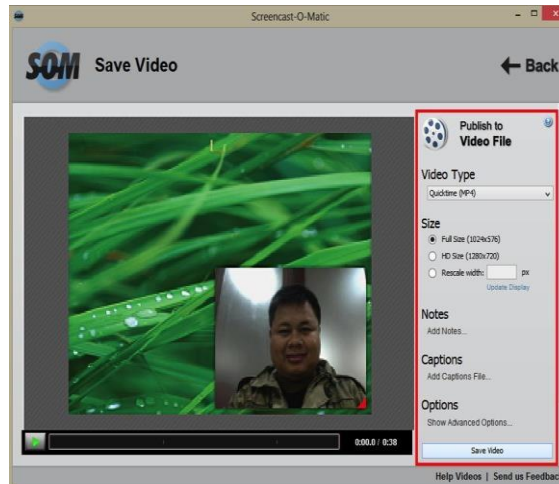 Screencast-O-Matic
SOM
Save Video
Back
Publish to
Video File
Video Type
Quicktime (MP4)
Size
Full Size (1024x576)
HD Size (1280x720)
Rescale width:
px
Update Display
Notes
Add Notes...
Captions
Add Captions File...
Options
Show Advanced Options...
Save Video
0:00.0 / 0:38
Help Videos | Send us Feedbac